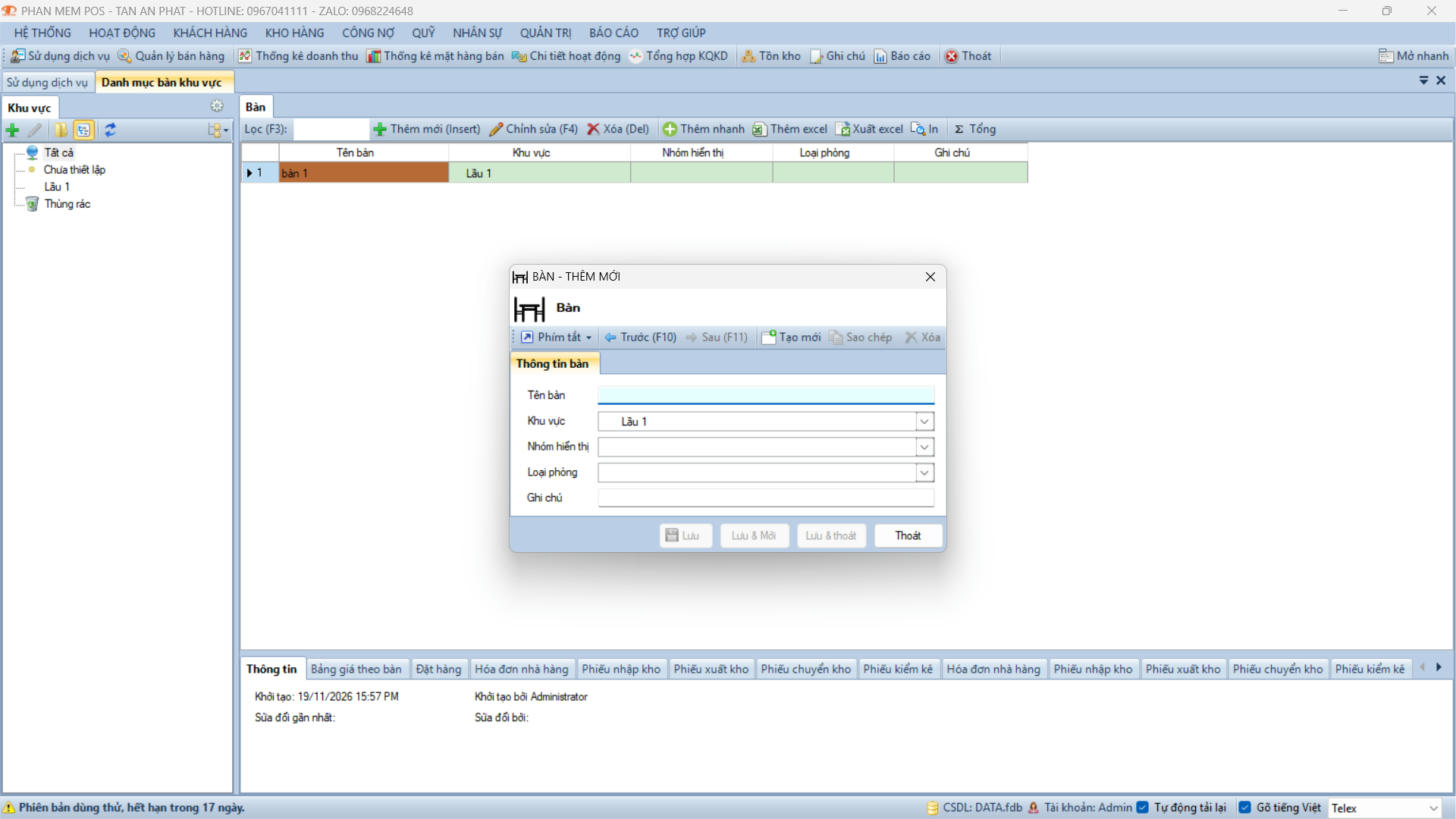 PHAN MEM POS - TAN AN PHAT - HOTLINE: 0967041111 - ZALO: 0968224648
HỆ THỐNG HOẠT ĐỘNG KHÁCH HÀNG KHO HÀNG CÔNG NỢ QUỸ NHÂN SỰ QUẢN TRỊ BÁO CÁO TRỢ GIÚP
Sử dụng dịch vụ Quản lý bán hàng Thống kê doanh thu Thống kê mặt hàng bán Chi tiết hoạt động Tổng hợp KQKD Tồn kho Ghi chú Báo cáo Thoát Mở nhanh
Sử dụng dịch vụ Danh mục bàn khu vực
Khu vực
Tất cả
Chưa thiết lập
Lầu 1
Thùng rác
Bàn
Lọc (F3): Thêm mới (Insert) Chỉnh sửa (F4) Xóa (Del) Thêm nhanh Thêm excel Xuất excel In Σ Tổng
Tên bàn Khu vực Nhóm hiển thị Loại phòng Ghi chú
1 bàn 1 Lầu 1
BÀN - THÊM MỚI
Bàn
Phím tắt Trước (F10) Sau (F11) Tạo mới Sao chép Xóa
Thông tin bàn
Tên bàn
Khu vực Lầu 1
Nhóm hiển thị
Loại phòng
Ghi chú
Lưu Lưu & Mới Lưu & thoát Thoát
Thông tin Bảng giá theo bàn Đặt hàng Hóa đơn nhà hàng Phiếu nhập kho Phiếu xuất kho Phiếu chuyển kho Phiếu kiểm kê Hóa đơn nhà hàng Phiếu nhập kho Phiếu xuất kho Phiếu chuyển kho Phiếu kiểm kê
Khởi tạo: 19/11/2026 15:57 PM Khởi tạo bởi Administrator
Sửa đổi gần nhất: Sửa đổi bởi:
Phiên bản dùng thử, hết hạn trong 17 ngày. CSDL: DATA.fdb Tài khoản: Admin Tự động tải lại Gõ tiếng Việt Telex